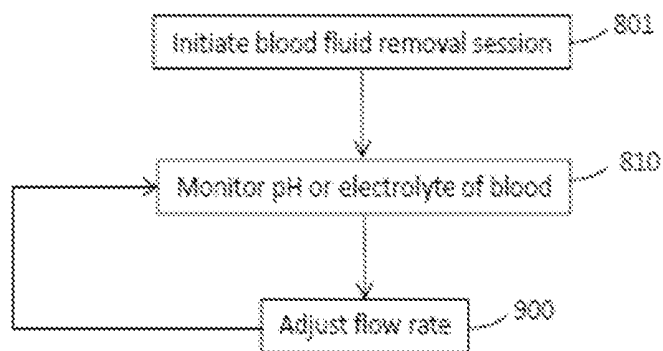 Initiate blood fluid removal session
801
Monitor pH or electrolyte of blood
810
Adjust flow rate
900